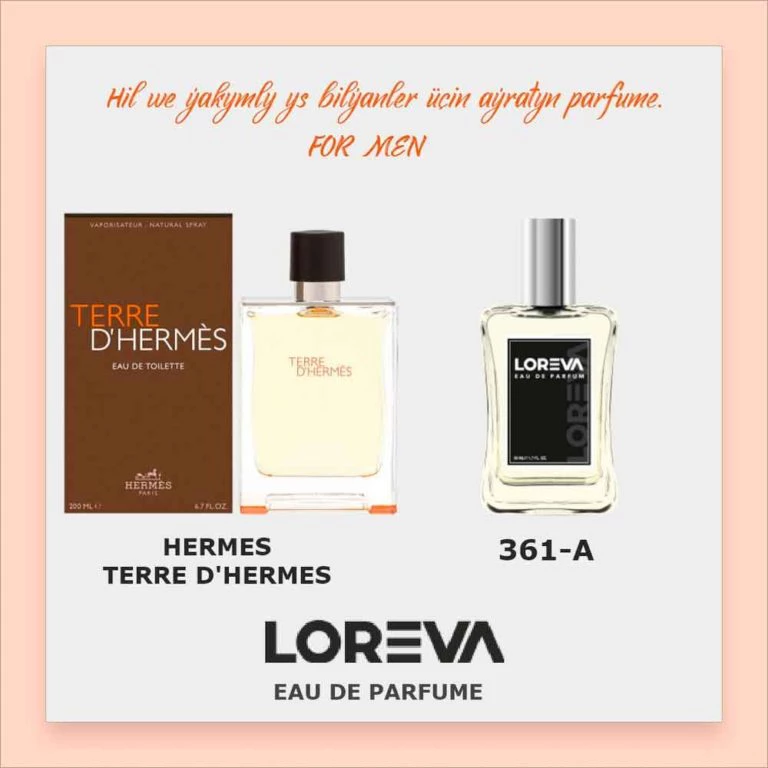 Hil we ýakymly ys bilýanler üçin aýratyn parfume.
FOR MEN
VAPORISATEUR . NATURAL SPRAY
TERRE
D'HERMÈS
EAU DE TOILETTE
HERMÈS
PARIS
200 ML 6.7 FL.OZ.
TERRE
D'HERMÈS
LOREVA
EAU DE PARFUM
LOREVA
HERMES
TERRE D'HERMES
361-A
LOREVA
EAU DE PARFUME